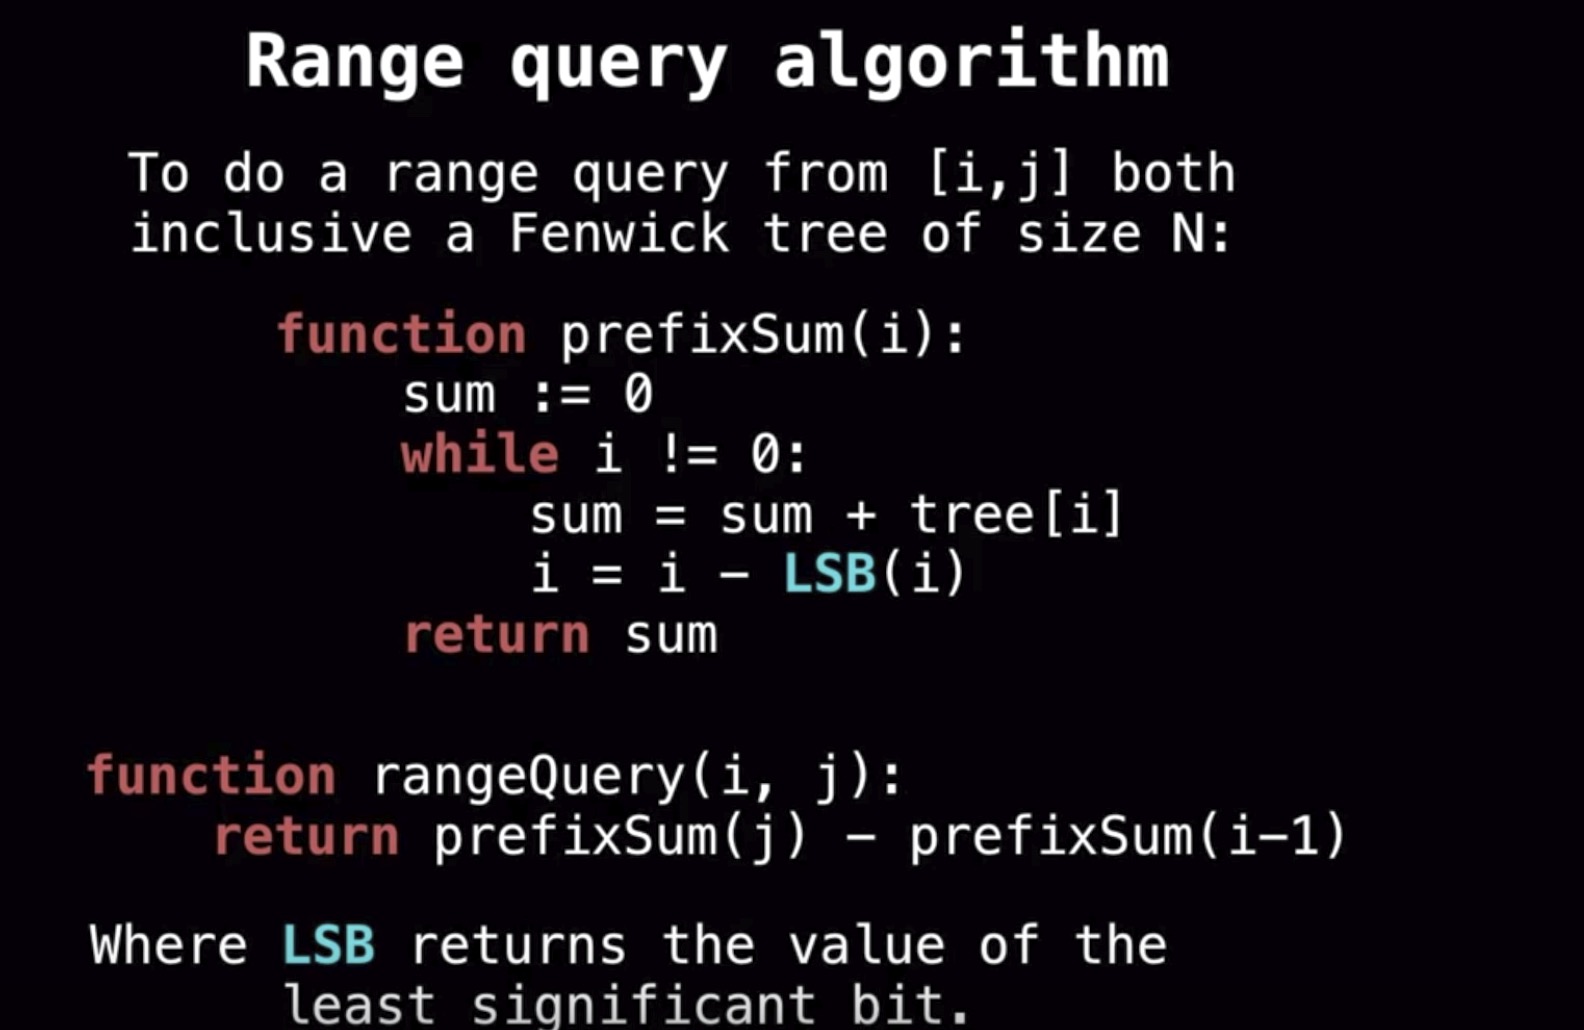 Range query algorithm
To do a range query from [i,j] both
inclusive a Fenwick tree of size N:
function prefixSum(i):
sum := 0
while i != 0:
sum = sum + tree[i]
i = i − LSB(i)
return sum
function rangeQuery(i, j):
return prefixSum(j) − prefixSum(i−1)
Where LSB returns the value of the
least significant bit.